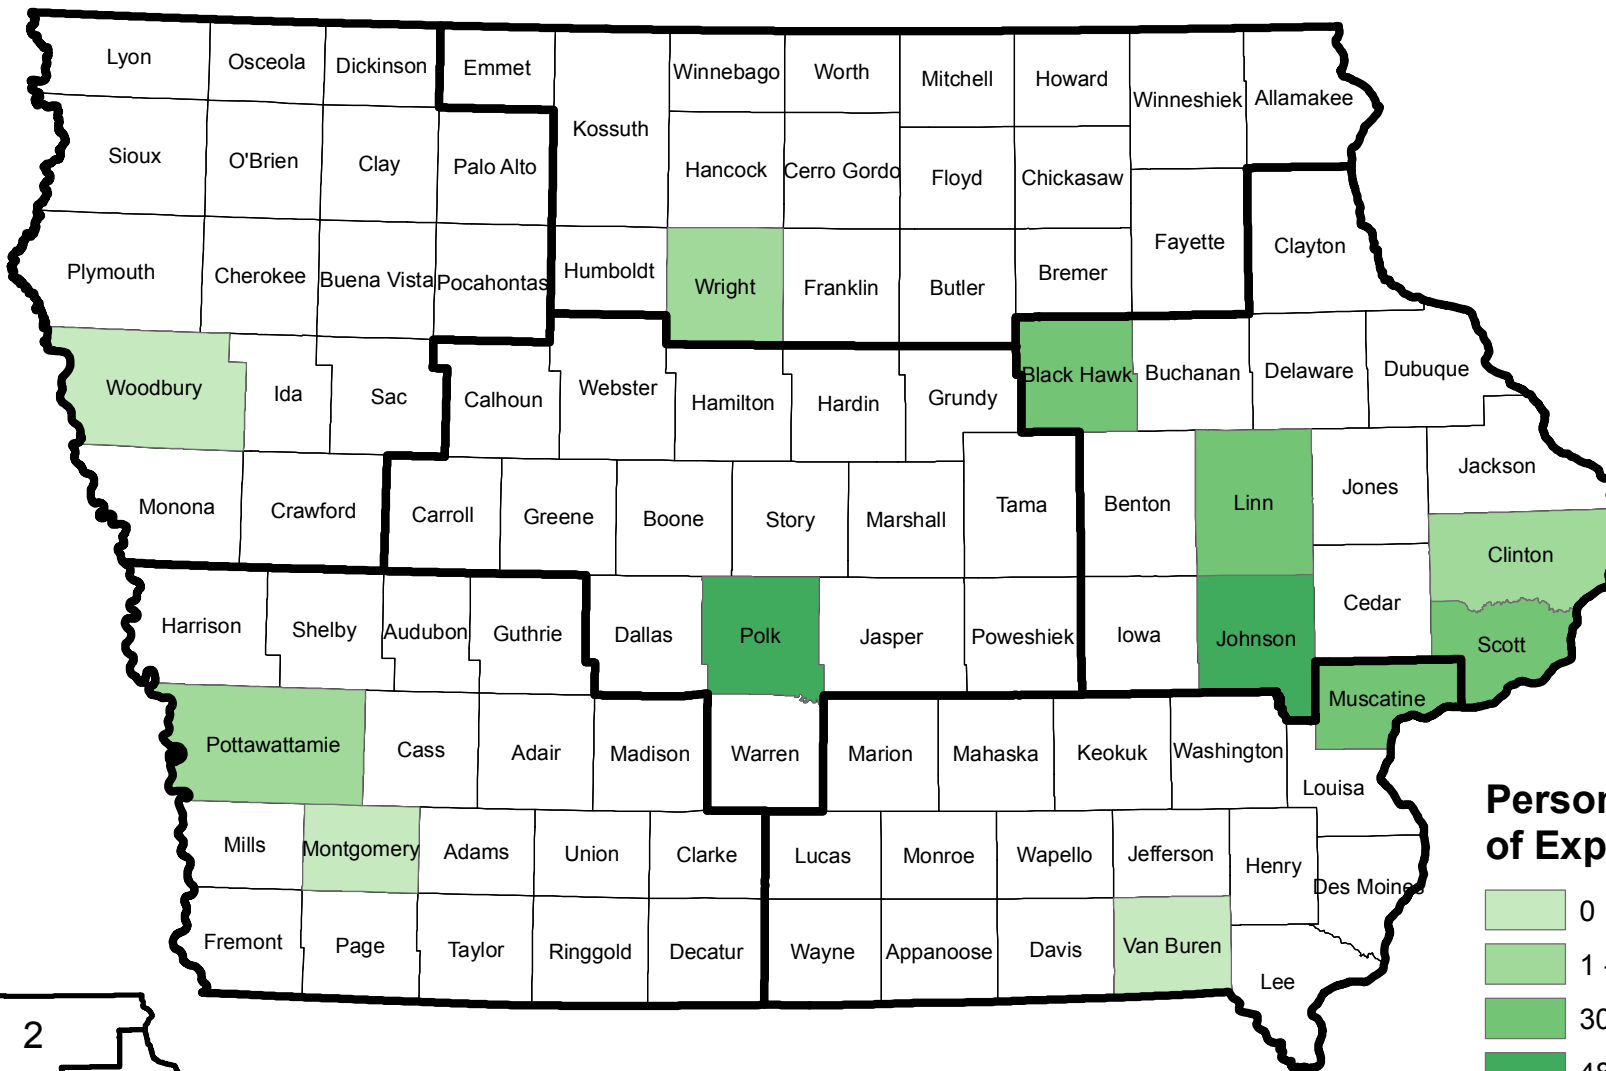 Lyon
Osceola
Dickinson
Emmet
Kossuth
Winnebago
Worth
Mitchell
Howard
Winneshiek
Allamakee
Sioux
O'Brien
Clay
Palo Alto
Hancock
Cerro Gordo
Floyd
Chickasaw
Fayette
Clayton
Plymouth
Cherokee
Buena Vista
Pocahontas
Humboldt
Wright
Franklin
Butler
Bremer
Woodbury
Ida
Sac
Calhoun
Webster
Hamilton
Hardin
Grundy
Black Hawk
Buchanan
Delaware
Dubuque
Monona
Crawford
Carroll
Greene
Boone
Story
Marshall
Tama
Benton
Linn
Jones
Jackson
Clinton
Harrison
Shelby
Audubon
Guthrie
Dallas
Polk
Jasper
Poweshiek
Iowa
Johnson
Cedar
Scott
Muscatine
Pottawattamie
Cass
Adair
Madison
Warren
Marion
Mahaska
Keokuk
Washington
Louisa
Mills
Montgomery
Adams
Union
Clarke
Lucas
Monroe
Wapello
Jefferson
Henry
Des Moines
Fremont
Page
Taylor
Ringgold
Decatur
Wayne
Appanoose
Davis
Van Buren
Lee
2
Person
of Exp
0
1 -
30